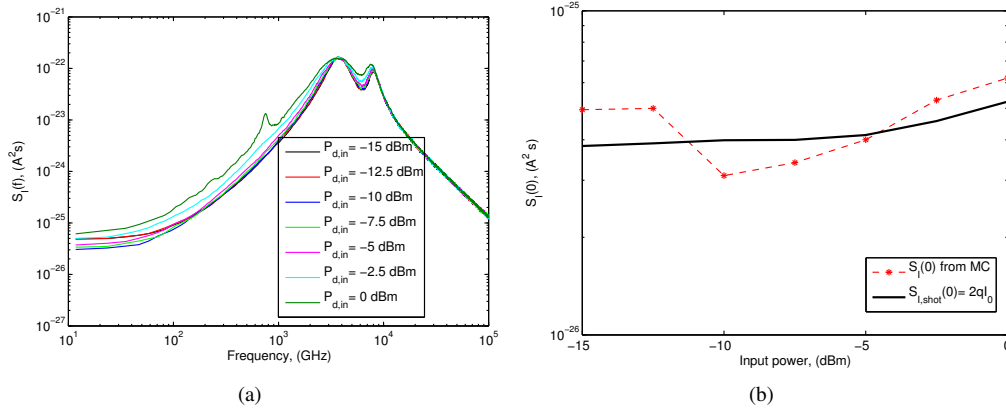 10^-21
10^-22
10^-23
10^-24
10^-25
10^-26
10^-27
S_I(f), (A^2s)
P_d,in = −15 dBm
P_d,in = −12.5 dBm
P_d,in = −10 dBm
P_d,in = −7.5 dBm
P_d,in = −5 dBm
P_d,in = −2.5 dBm
P_d,in = 0 dBm
10^1 10^2 10^3 10^4 10^5
Frequency, (GHz)
(a)
10^-25
10^-26
S_I(0), (A^2 s)
S_I(0) from MC
S_I,shot(0)= 2qI_0
−15 −10 −5 0
Input power, (dBm)
(b)